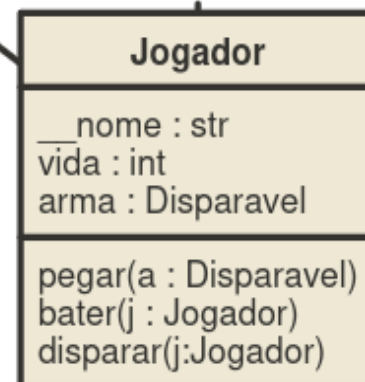 Jogador
__nome : str
vida : int
arma : Disparavel
pegar(a : Disparavel)
bater(j : Jogador)
disparar(j:Jogador)